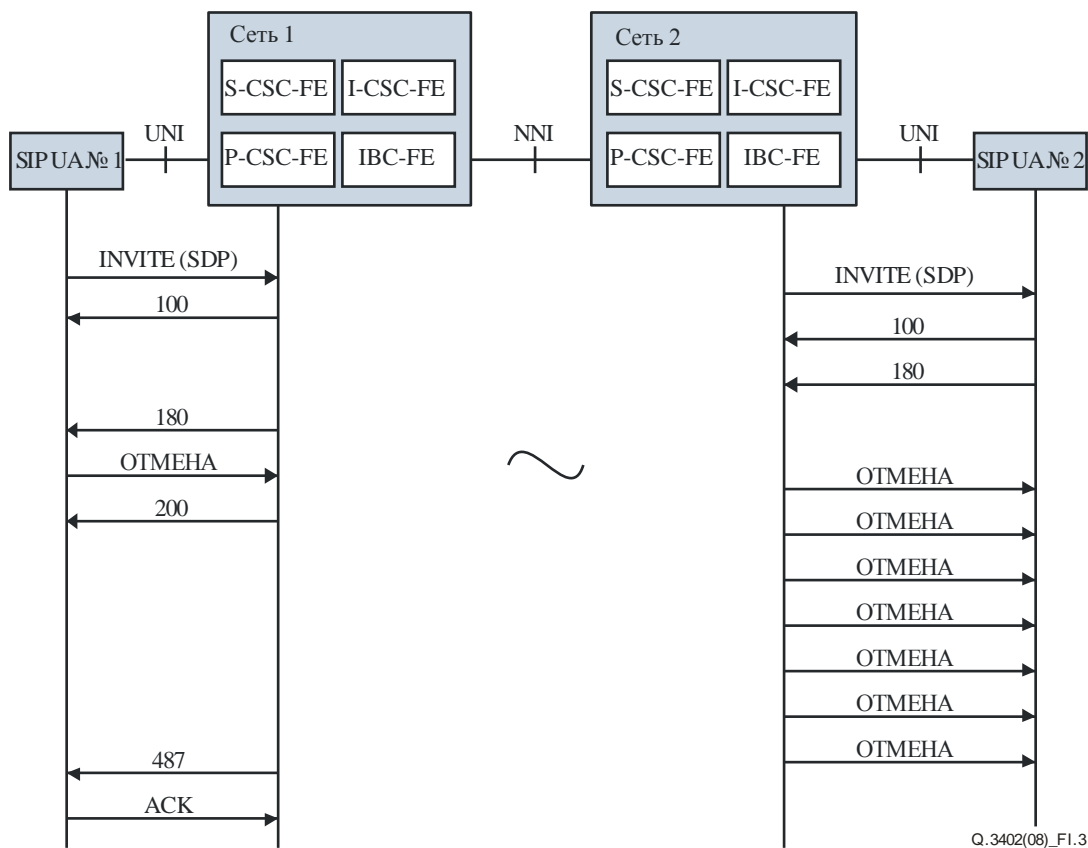 Сеть 1
S-CSC-FE I-CSC-FE
P-CSC-FE IBC-FE
Сеть 2
S-CSC-FE I-CSC-FE
P-CSC-FE IBC-FE
SIP UA № 1
UNI
NNI
UNI
SIP UA № 2
INVITE (SDP)
100
180
ОТМЕНА
200
487
ACK
INVITE (SDP)
100
180
ОТМЕНА
ОТМЕНА
ОТМЕНА
ОТМЕНА
ОТМЕНА
ОТМЕНА
ОТМЕНА
Q.3402(08)_FI.3